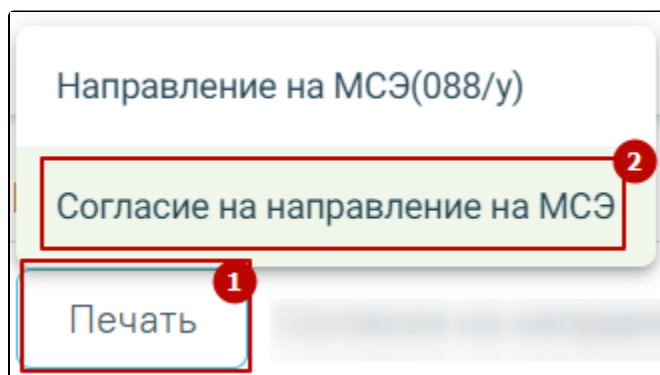 Направление на МСЭ(088/у)
2
Согласие на направление на МСЭ
1
Печать